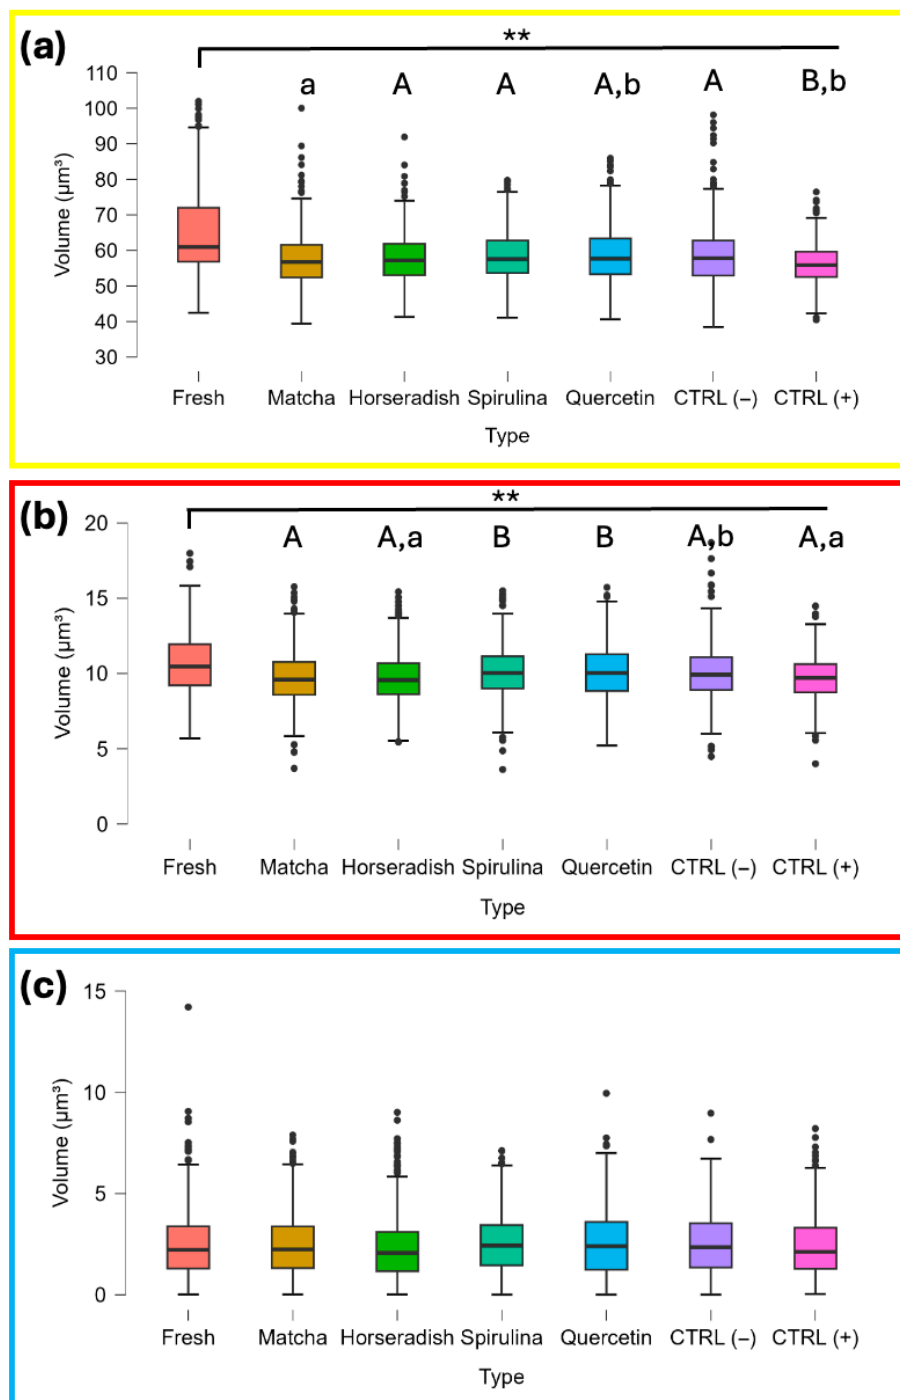 (a)
**
a A A A,b A B,b
110
100
90
80
70
60
50
40
30
Volume (μm³)
Fresh Matcha Horseradish Spirulina Quercetin CTRL (−) CTRL (+)
Type
(b)
**
A A,a B B A,b A,a
20
15
10
5
0
Volume (μm³)
Fresh Matcha Horseradish Spirulina Quercetin CTRL (−) CTRL (+)
Type
(c)
15
10
5
0
Volume (μm³)
Fresh Matcha Horseradish Spirulina Quercetin CTRL (−) CTRL (+)
Type